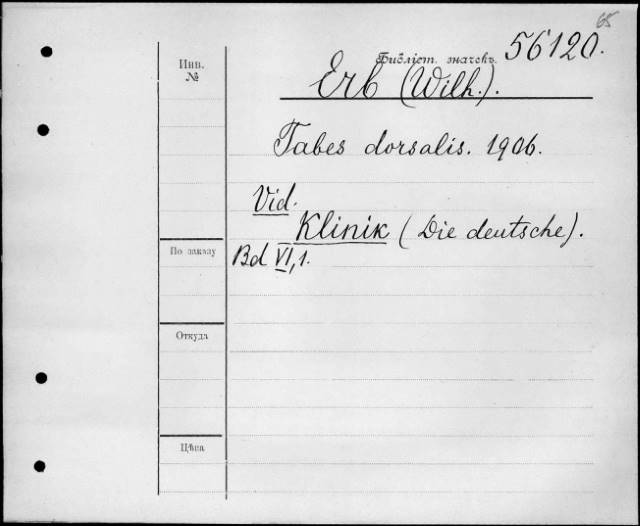 65
56120.
Инв.
№
Библіот. значекъ.
Erb (Wilh.).
Tabes dorsalis. 1906.
Vid.
Klinik (Die deutsche).
По заказу
Bd VI, 1.
Откуда
Цѣна